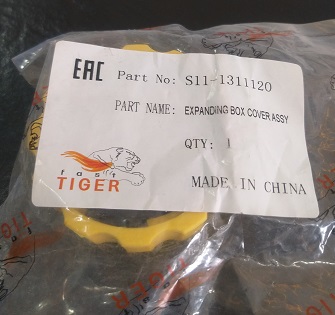 EAC Part No: S11-1311120
PART NAME: EXPANDING BOX COVER ASSY
QTY: 1
fast
TIGER
MADE IN CHINA